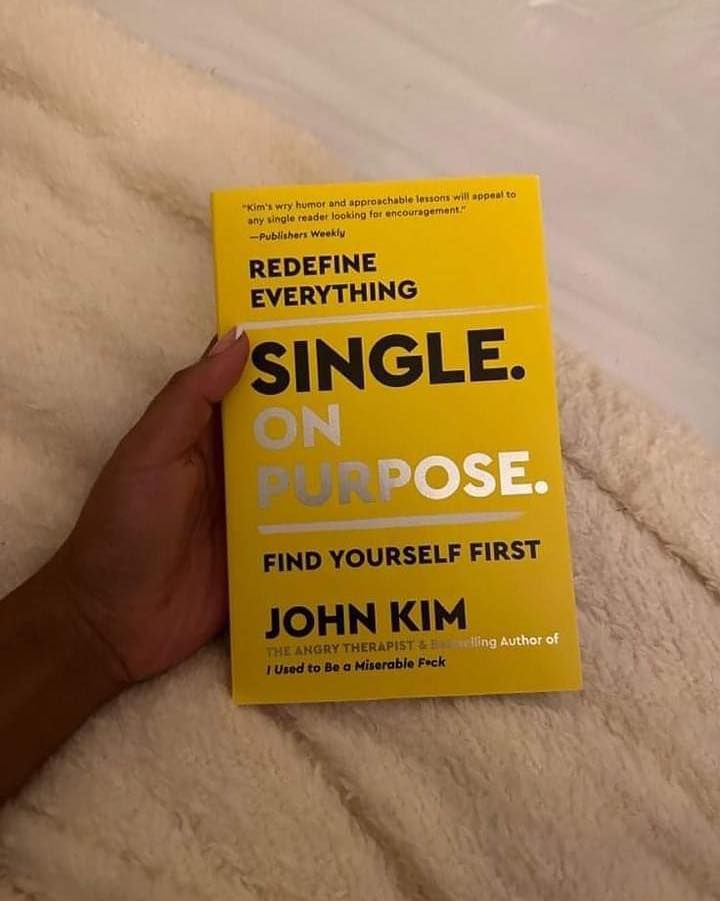 "Kim's wry humor and approachable lessons will appeal to
any single reader looking for encouragement."
—Publishers Weekly
REDEFINE
EVERYTHING
SINGLE.
ON
PURPOSE.
FIND YOURSELF FIRST
JOHN KIM
THE ANGRY THERAPIST & Bestselling Author of
I Used to Be a Miserable F*ck